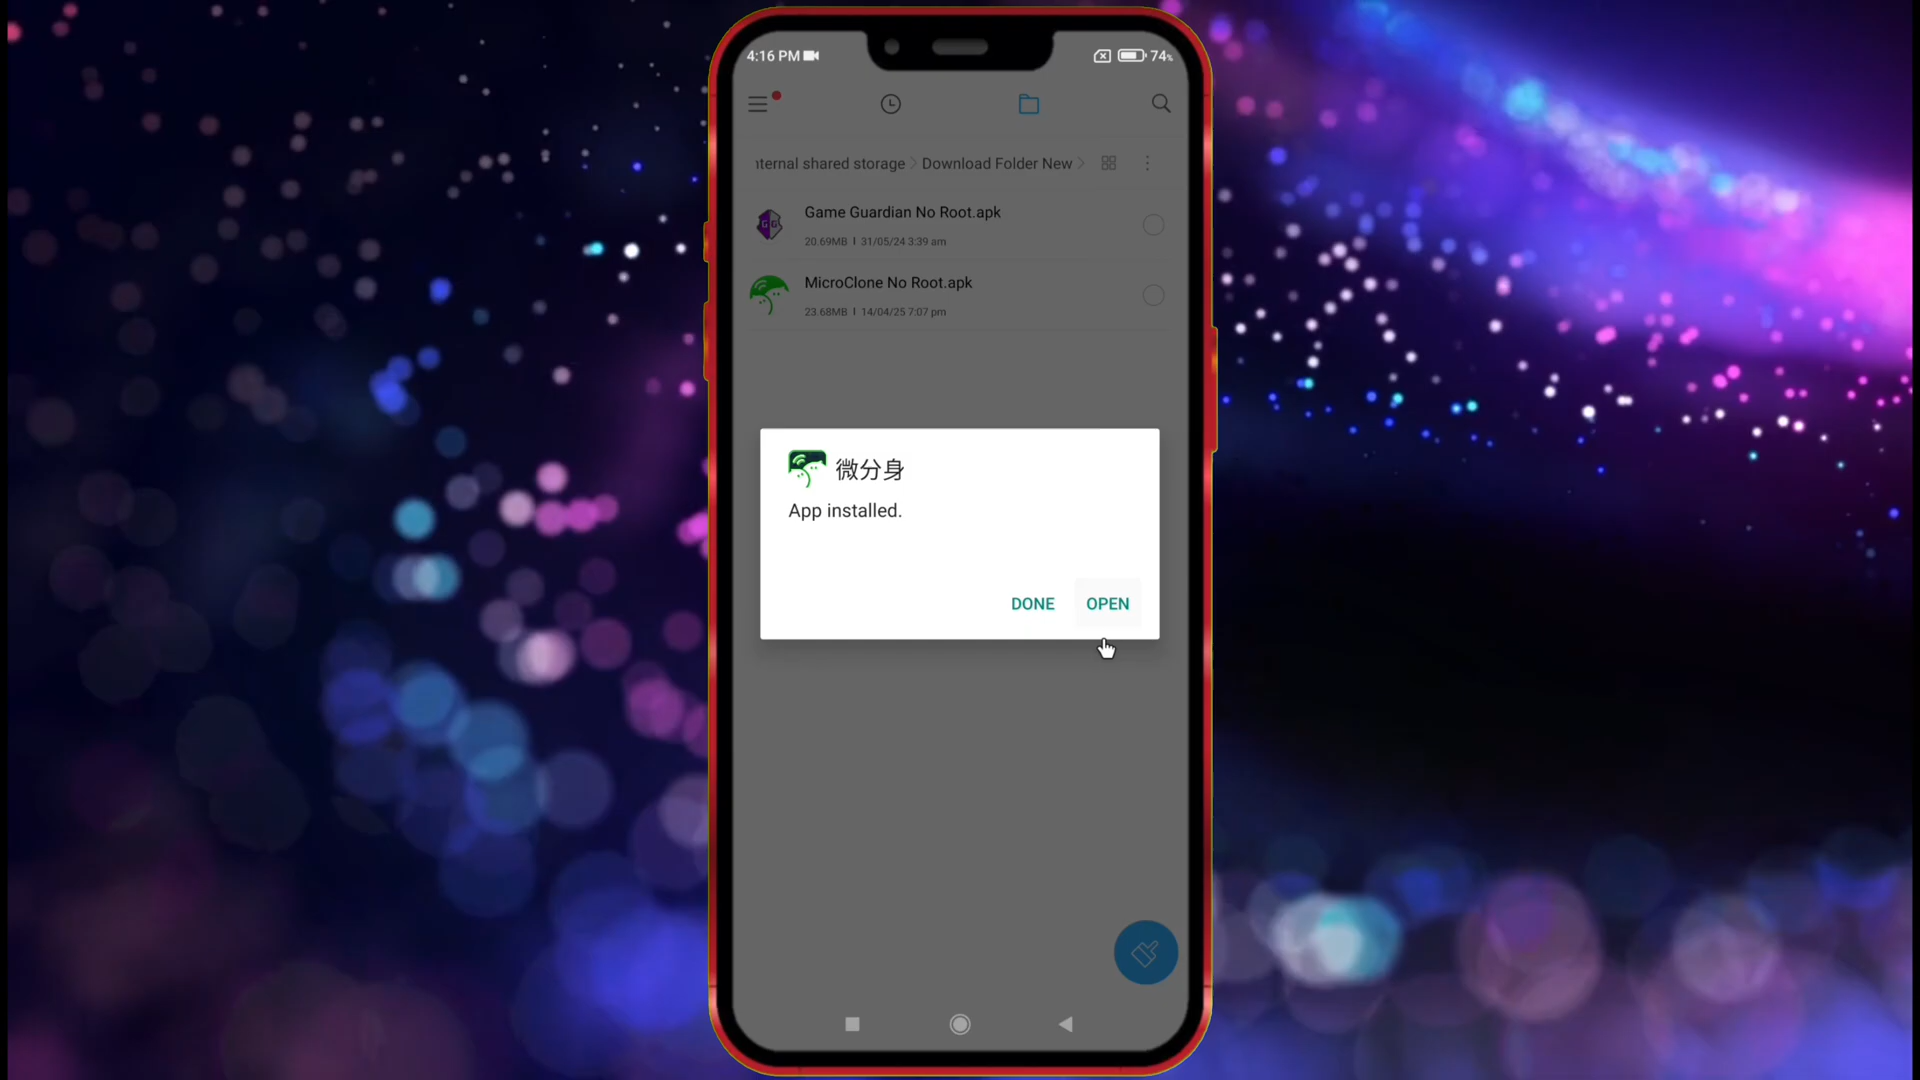 4:16 PM
74%
nternal shared storage > Download Folder New >
Game Guardian No Root.apk
20.69MB | 31/05/24 3:39 am
MicroClone No Root.apk
23.68MB | 14/04/25 7:07 pm
微分身
App installed.
DONE OPEN